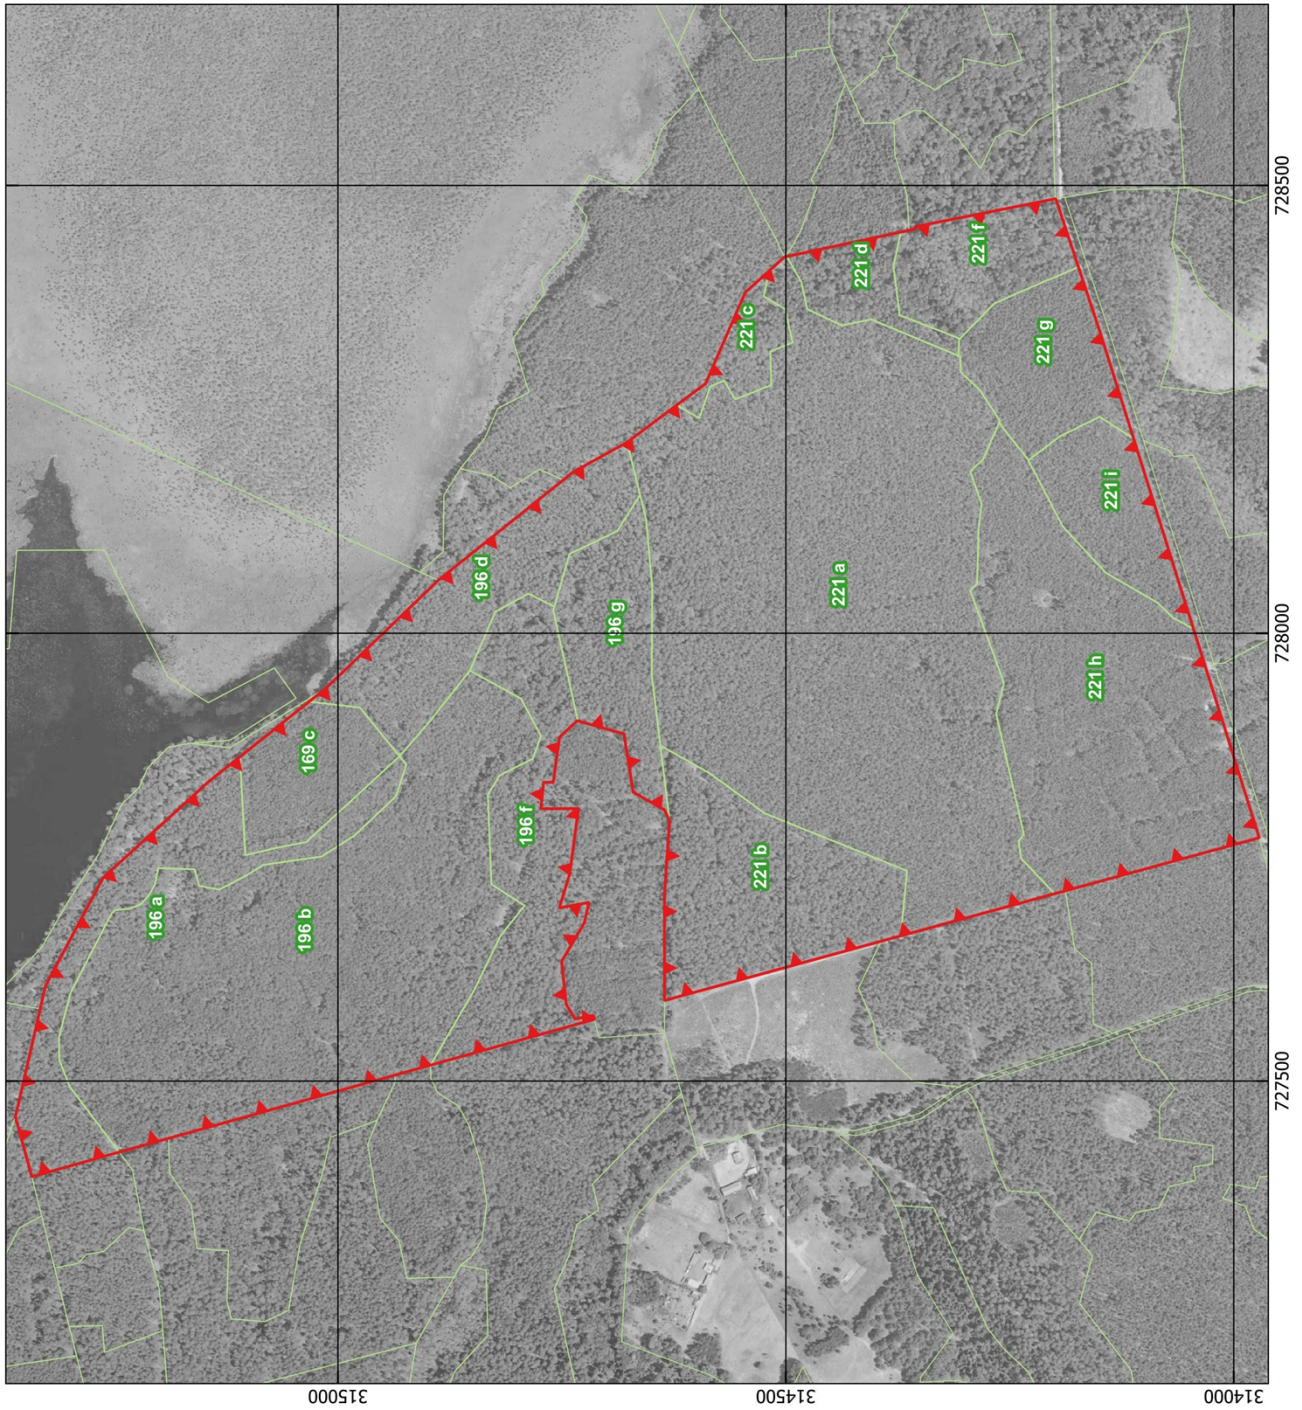 196 a
196 b
169 c
196 d
196 f
196 g
221 a
221 b
221 c
221 d
221 f
221 g
221 h
221 i
727500
728000
728500
315000
314500
314000